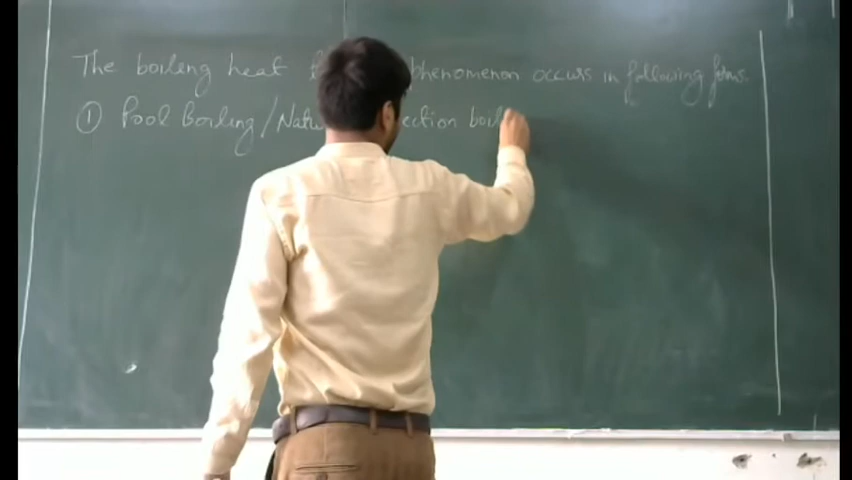 The boiling heat phenomenon occurs in following forms.
① Pool Boiling/Natu ection boil